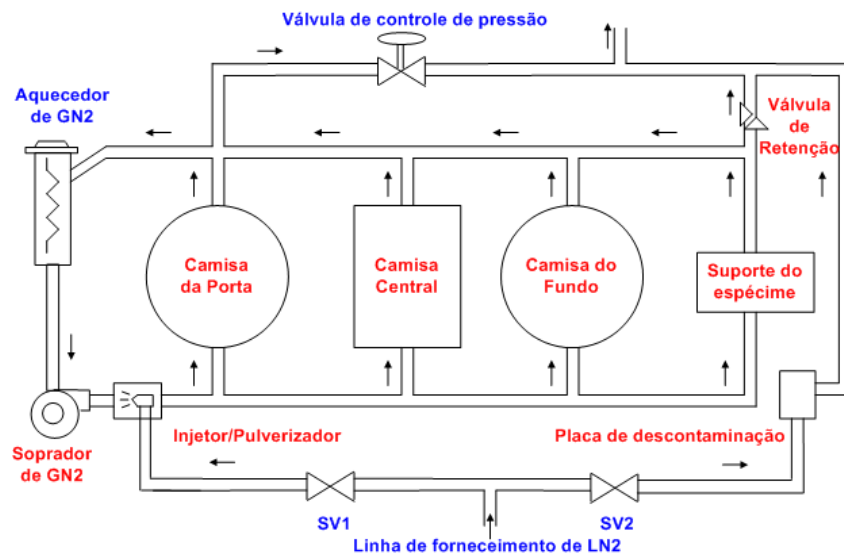 Válvula de controle de pressão
Aquecedor
de GN2
Válvula
de
Retenção
Camisa
da Porta
Camisa
Central
Camisa do
Fundo
Suporte do
espécime
Injetor/Pulverizador
Placa de descontaminação
Soprador
de GN2
SV1
SV2
Linha de fornecimento de LN2